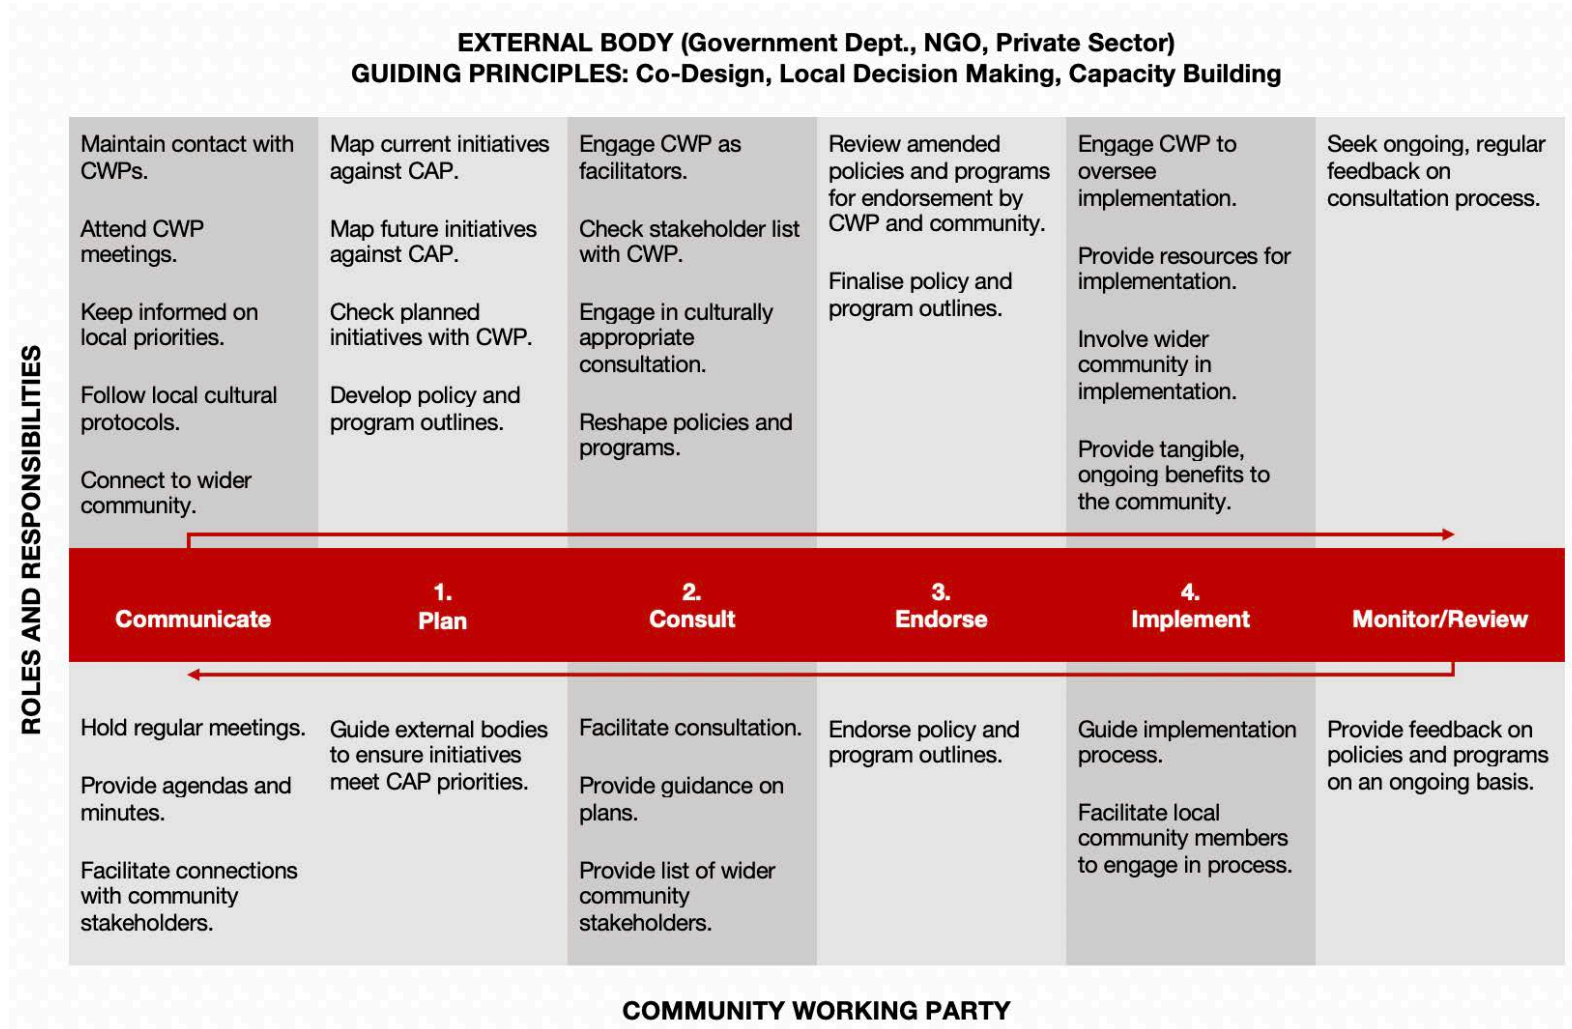 EXTERNAL BODY (Government Dept., NGO, Private Sector)
GUIDING PRINCIPLES: Co-Design, Local Decision Making, Capacity Building
ROLES AND RESPONSIBILITIES
Maintain contact with
CWPs.
Attend CWP
meetings.
Keep informed on
local priorities.
Follow local cultural
protocols.
Connect to wider
community.
Map current initiatives
against CAP.
Map future initiatives
against CAP.
Check planned
initiatives with CWP.
Develop policy and
program outlines.
Engage CWP as
facilitators.
Check stakeholder list
with CWP.
Engage in culturally
appropriate
consultation.
Reshape policies and
programs.
Review amended
policies and programs
for endorsement by
CWP and community.
Finalise policy and
program outlines.
Engage CWP to
oversee
implementation.
Provide resources for
implementation.
Involve wider
community in
implementation.
Provide tangible,
ongoing benefits to
the community.
Seek ongoing, regular
feedback on
consultation process.
Communicate
1.
Plan
2.
Consult
3.
Endorse
4.
Implement
Monitor/Review
Hold regular meetings.
Provide agendas and
minutes.
Facilitate connections
with community
stakeholders.
Guide external bodies
to ensure initiatives
meet CAP priorities.
Facilitate consultation.
Provide guidance on
plans.
Provide list of wider
community
stakeholders.
Endorse policy and
program outlines.
Guide implementation
process.
Facilitate local
community members
to engage in process.
Provide feedback on
policies and programs
on an ongoing basis.
COMMUNITY WORKING PARTY